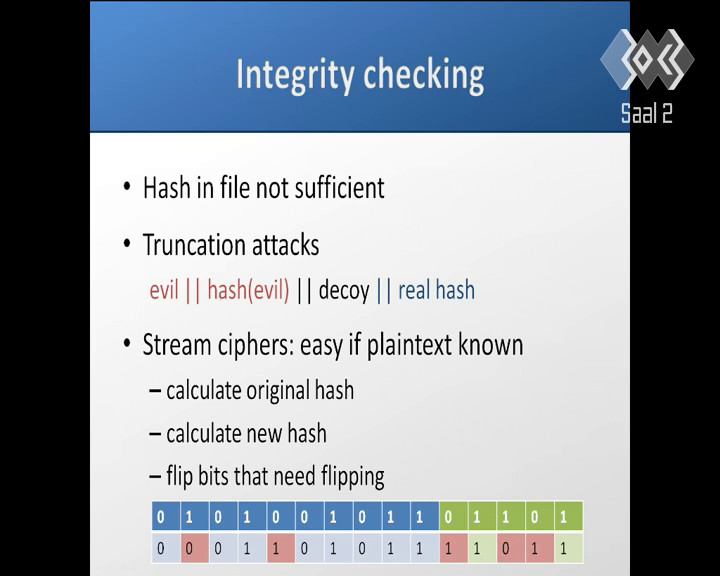 Integrity checking
Saal 2
• Hash in file not sufficient
• Truncation attacks
evil || hash(evil) || decoy || real hash
• Stream ciphers: easy if plaintext known
– calculate original hash
– calculate new hash
– flip bits that need flipping
0 1 0 1 0 0 1 0 1 1 0 1 1 0 1
0 0 0 1 1 0 1 0 1 1 1 1 0 1 1